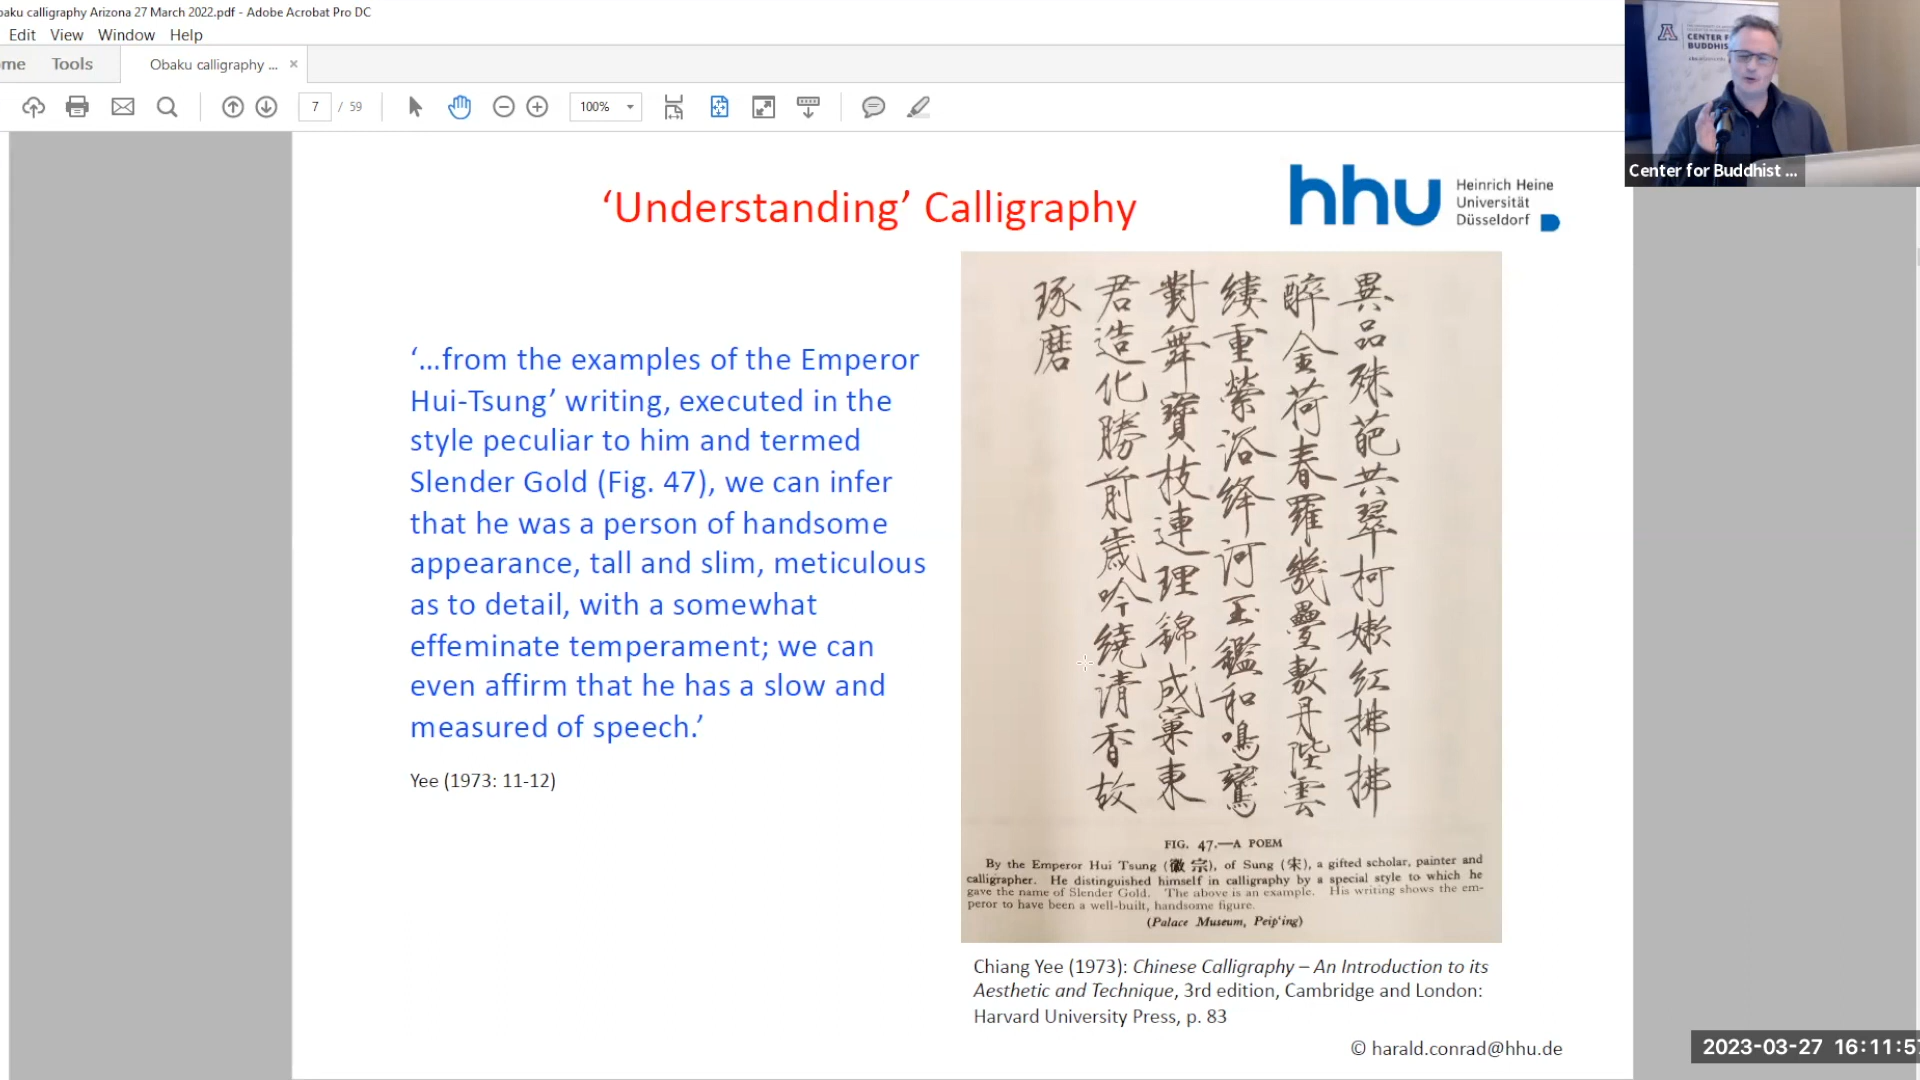 baku calligraphy Arizona 27 March 2022.pdf - Adobe Acrobat Pro DC
Edit View Window Help
me Tools Obaku calligraphy ... ×
7 / 59 100%
CENTER F
BUDDHIS
Center for Buddhist ...
‘Understanding’ Calligraphy
hhu Heinrich Heine
Universität
Düsseldorf
‘…from the examples of the Emperor
Hui-Tsung’ writing, executed in the
style peculiar to him and termed
Slender Gold (Fig. 47), we can infer
that he was a person of handsome
appearance, tall and slim, meticulous
as to detail, with a somewhat
effeminate temperament; we can
even affirm that he has a slow and
measured of speech.’
Yee (1973: 11-12)
異品殊葩共翠柯嫩紅拂拂
醉金荷春羅幾疊敷丹陛雲
縷重縈浴絳河玉鑑和鳴鸞
對舞寶枝連理錦成窠東
君造化勝前歲吟繞清香故
琢磨
FIG. 47.—A POEM
By the Emperor Hui Tsung (徽宗), of Sung (宋), a gifted scholar, painter and
calligrapher. He distinguished himself in calligraphy by a special style to which he
gave the name of Slender Gold. The above is an example. His writing shows the em-
peror to have been a well-built, handsome figure.
(Palace Museum, Peip‘ing)
Chiang Yee (1973): Chinese Calligraphy – An Introduction to its
Aesthetic and Technique, 3rd edition, Cambridge and London:
Harvard University Press, p. 83
© harald.conrad@hhu.de
2023-03-27 16:11:57